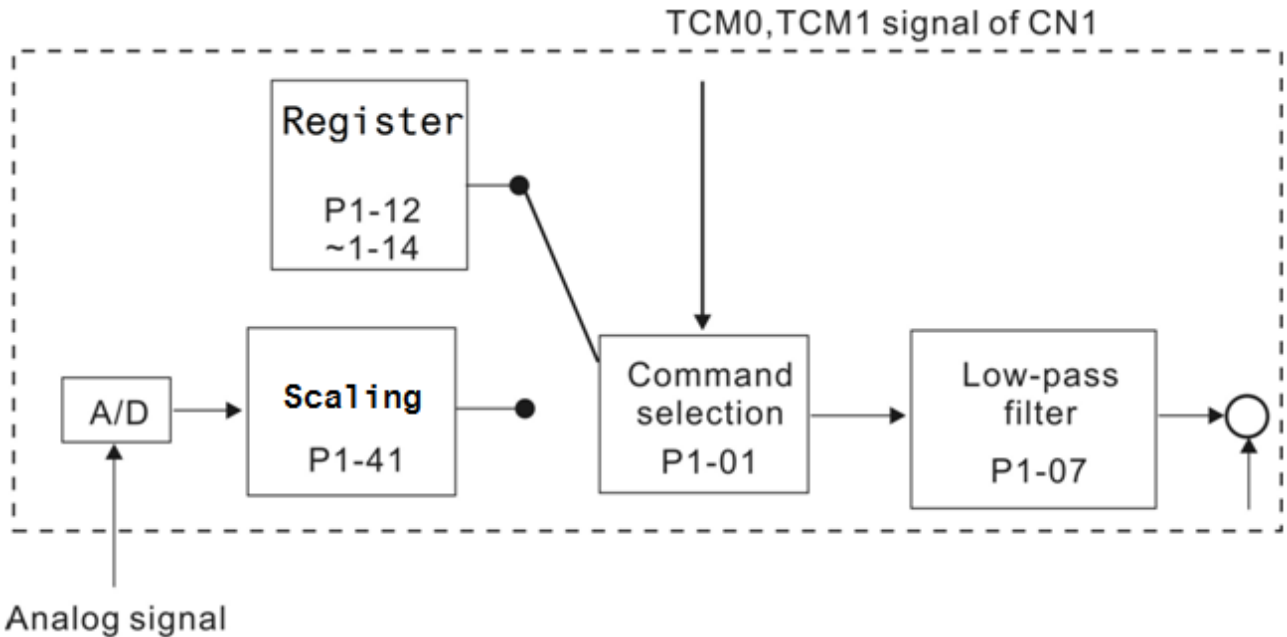 TCM0,TCM1 signal of CN1
Register
P1-12
~1-14
Scaling
P1-41
A/D
Command
selection
P1-01
Low-pass
filter
P1-07
Analog signal